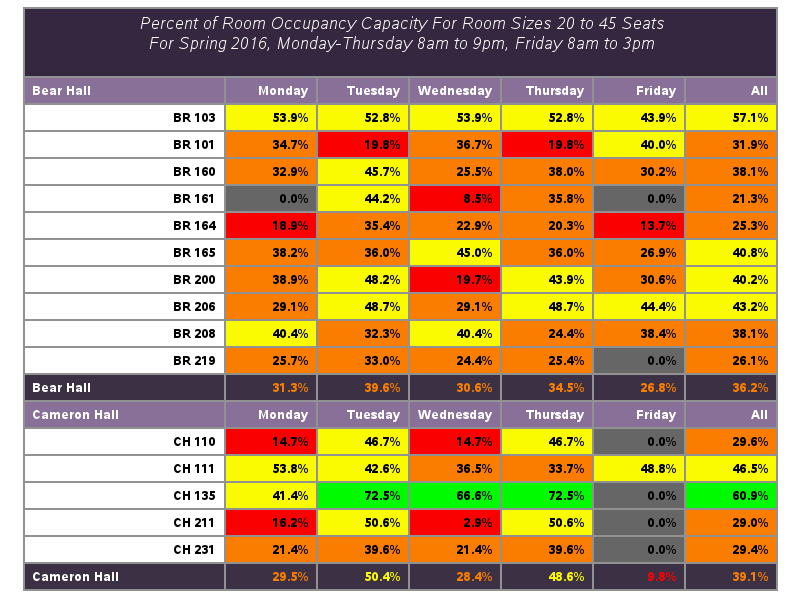 Percent of Room Occupancy Capacity For Room Sizes 20 to 45 Seats
For Spring 2016, Monday-Thursday 8am to 9pm, Friday 8am to 3pm
Bear Hall Monday Tuesday Wednesday Thursday Friday All
BR 103 53.9% 52.8% 53.9% 52.8% 43.9% 57.1%
BR 101 34.7% 19.8% 36.7% 19.8% 40.0% 31.9%
BR 160 32.9% 45.7% 25.5% 38.0% 30.2% 38.1%
BR 161 0.0% 44.2% 8.5% 35.8% 0.0% 21.3%
BR 164 18.9% 35.4% 22.9% 20.3% 13.7% 25.3%
BR 165 38.2% 36.0% 45.0% 36.0% 26.9% 40.8%
BR 200 38.9% 48.2% 19.7% 43.9% 30.6% 40.2%
BR 206 29.1% 48.7% 29.1% 48.7% 44.4% 43.2%
BR 208 40.4% 32.3% 40.4% 24.4% 38.4% 38.1%
BR 219 25.7% 33.0% 24.4% 25.4% 0.0% 26.1%
Bear Hall 31.3% 39.6% 30.6% 34.5% 26.8% 36.2%
Cameron Hall Monday Tuesday Wednesday Thursday Friday All
CH 110 14.7% 46.7% 14.7% 46.7% 0.0% 29.6%
CH 111 53.8% 42.6% 36.5% 33.7% 48.8% 46.5%
CH 135 41.4% 72.5% 66.6% 72.5% 0.0% 60.9%
CH 211 16.2% 50.6% 2.9% 50.6% 0.0% 29.0%
CH 231 21.4% 39.6% 21.4% 39.6% 0.0% 29.4%
Cameron Hall 29.5% 50.4% 28.4% 48.6% 9.8% 39.1%